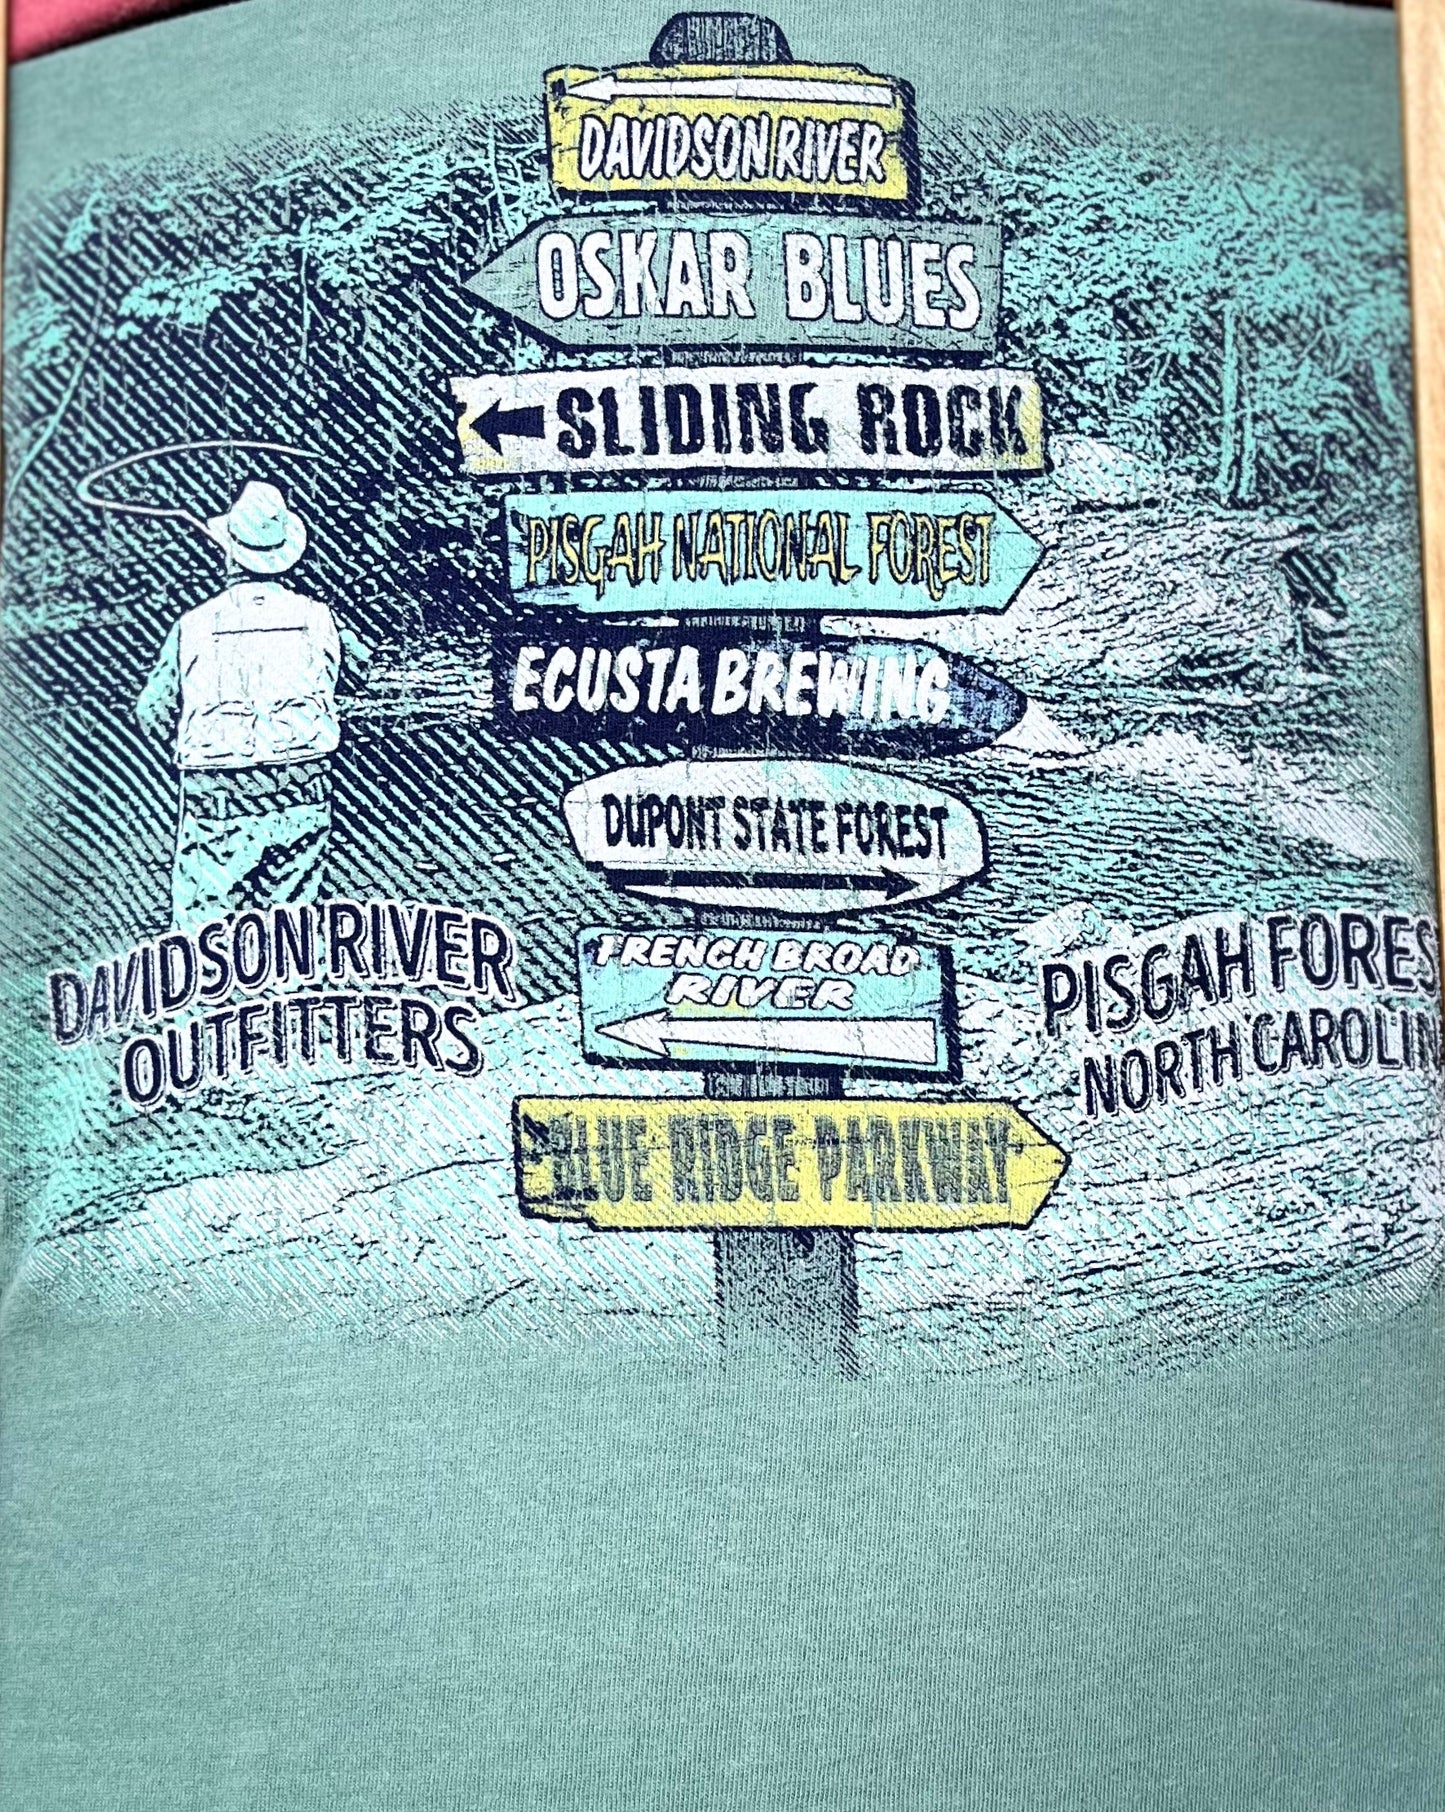 DAVIDSON RIVER
OSKAR BLUES
SLIDING ROCK
PISGAH NATIONAL FOREST
ECUSTA BREWING
DUPONT STATE FOREST
FRENCH BROAD
RIVER
BLUE RIDGE PARKWAY
DAVIDSON RIVER
OUTFITTERS
PISGAH FORES
NORTH CAROLIN